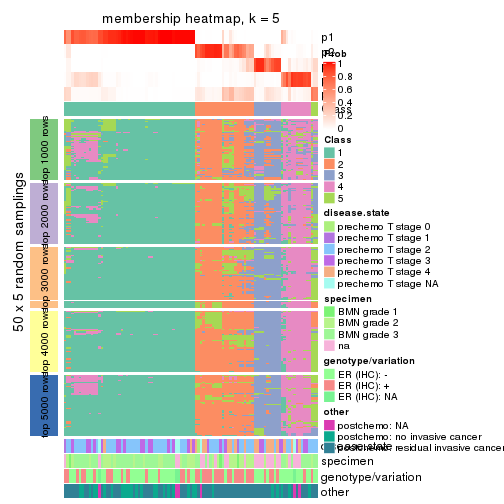 membership heatmap, k = 5
p1
p2
Prob
1
0.8
0.6
0.4
0.2
0
Class
1
2
3
4
5
disease.state
prechemo T stage 0
prechemo T stage 1
prechemo T stage 2
prechemo T stage 3
prechemo T stage 4
prechemo T stage NA
specimen
BMN grade 1
BMN grade 2
BMN grade 3
na
genotype/variation
ER (IHC): -
ER (IHC): +
ER (IHC): NA
other
postchemo: NA
postchemo: no invasive cancer
postchemo: residual invasive cancer
50 x 5 random samplings
top 1000 rows
top 2000 rows
top 3000 rows
top 4000 rows
top 5000 rows
disease.state
specimen
genotype/variation
other